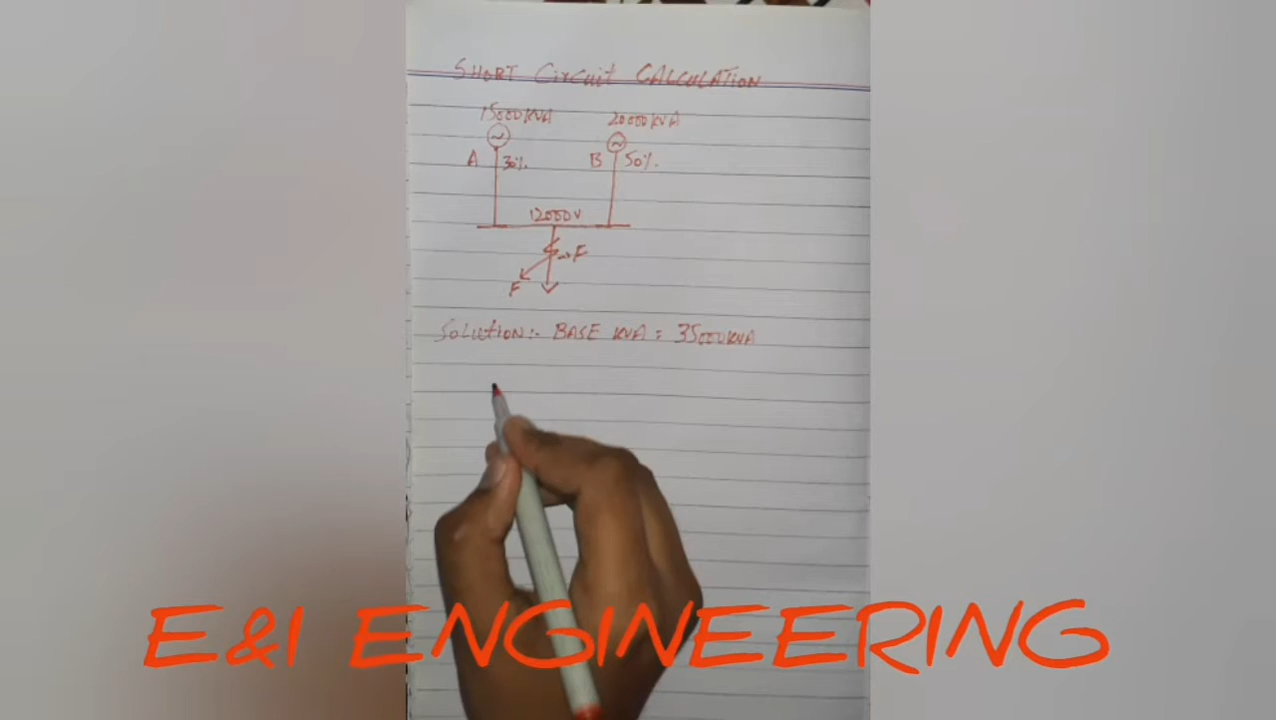 SHORT Circuit CALCULATION
15000KVA 20000KVA
A 30%. B 50%.
12000V
F
F
Solution:- BASE KVA = 35000KVA
E&I ENGINEERING